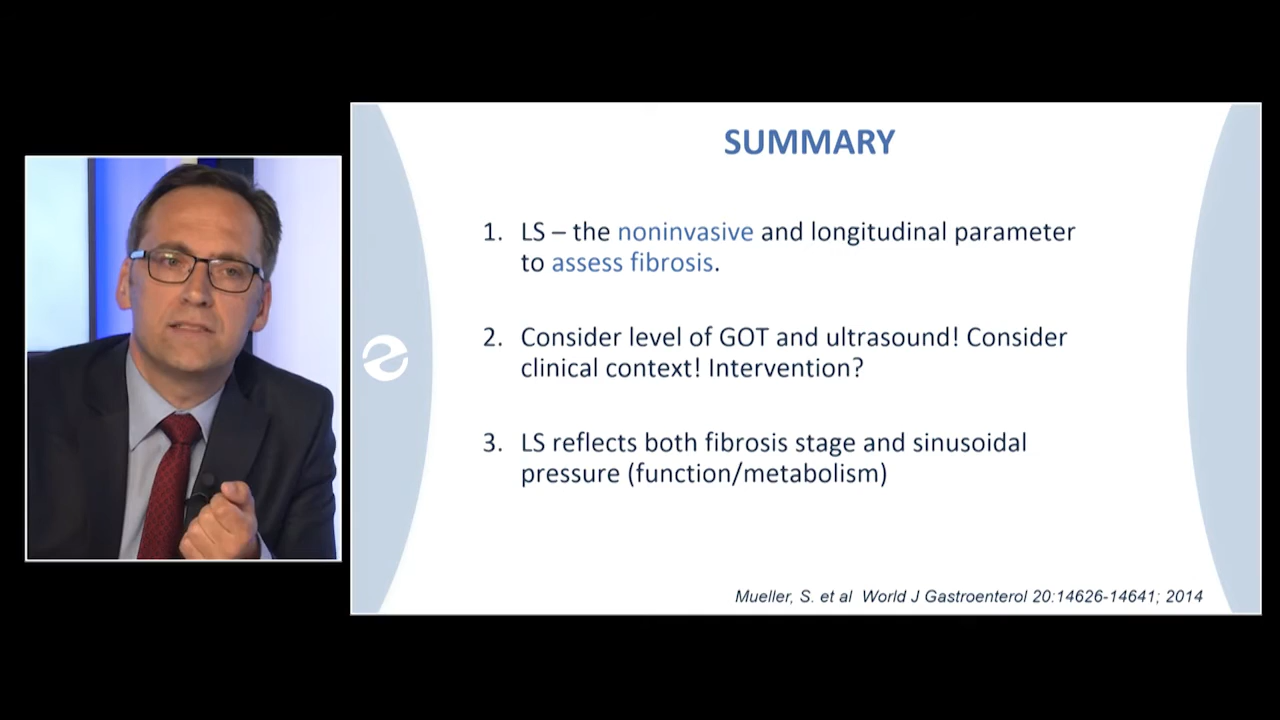 SUMMARY
1. LS – the noninvasive and longitudinal parameter
to assess fibrosis.
2. Consider level of GOT and ultrasound! Consider
clinical context! Intervention?
3. LS reflects both fibrosis stage and sinusoidal
pressure (function/metabolism)
Mueller, S. et al World J Gastroenterol 20:14626-14641; 2014